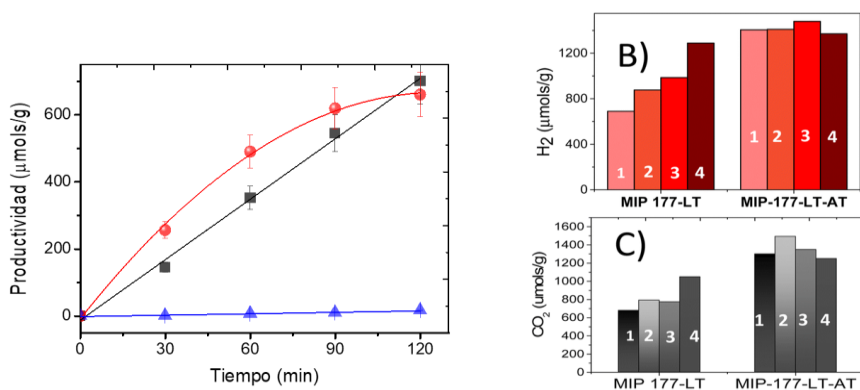 Productividad (µmols/g)
600
400
200
0
0 30 60 90 120
Tiempo (min)
B)
H2 (µmols/g)
1200
800
400
0
1 2 3 4 1 2 3 4
MIP 177-LT MIP-177-LT-AT
C)
CO2 (umols/g)
1600
1400
1200
1000
800
600
400
200
0
1 2 3 4 1 2 3 4
MIP 177-LT MIP-177-LT-AT